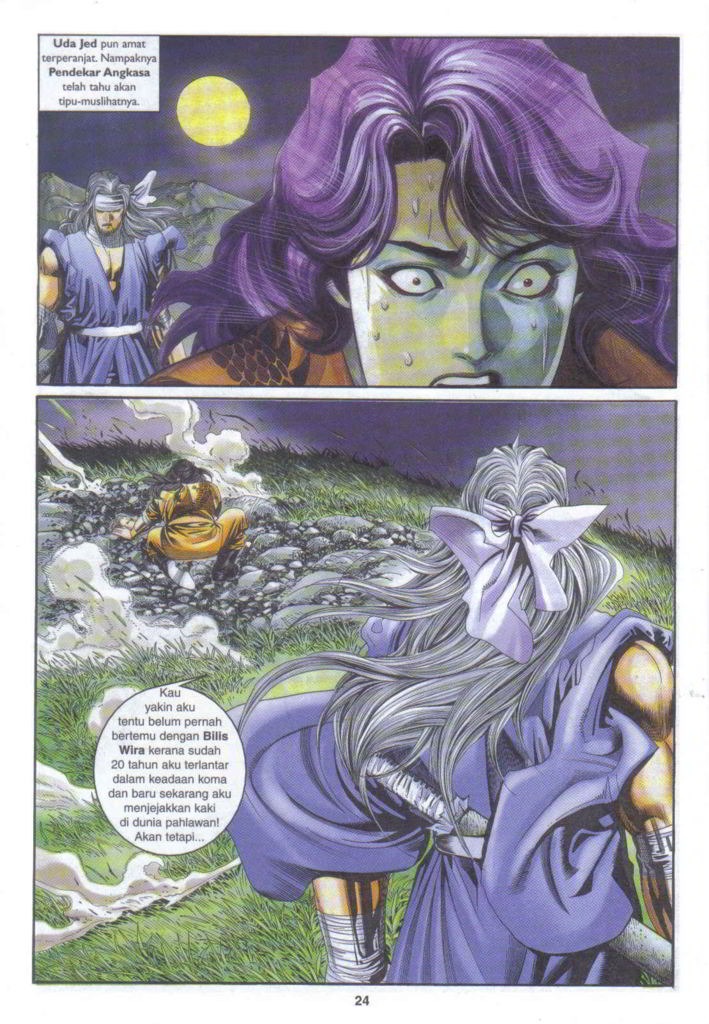 Uda Jed pun amat
terperanjat. Nampaknya
Pendekar Angkasa
telah tahu akan
tipu-muslihatnya.
Kau
yakin aku
tentu belum pernah
bertemu dengan Bilis
Wira kerana sudah
20 tahun aku terlantar
dalam keadaan koma
dan baru sekarang aku
menjejakkan kaki
di dunia pahlawan!
Akan tetapi...
24